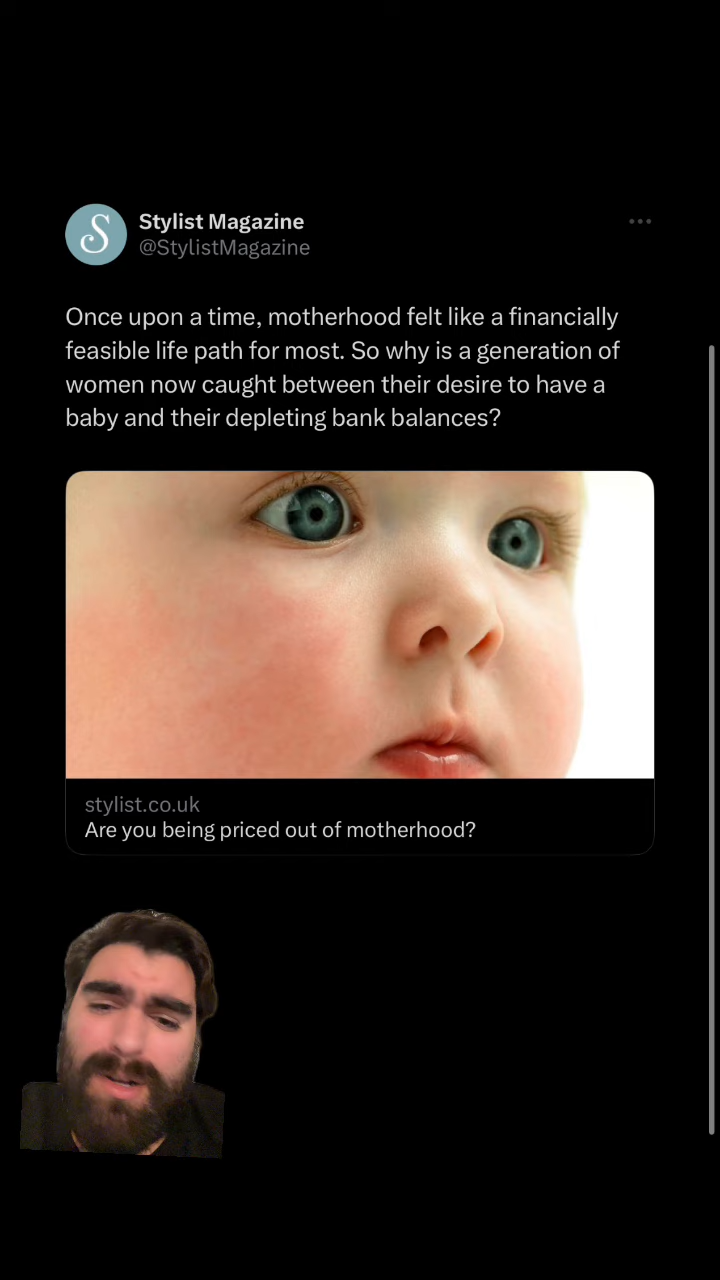 S
Stylist Magazine
@StylistMagazine
Once upon a time, motherhood felt like a financially
feasible life path for most. So why is a generation of
women now caught between their desire to have a
baby and their depleting bank balances?
stylist.co.uk
Are you being priced out of motherhood?